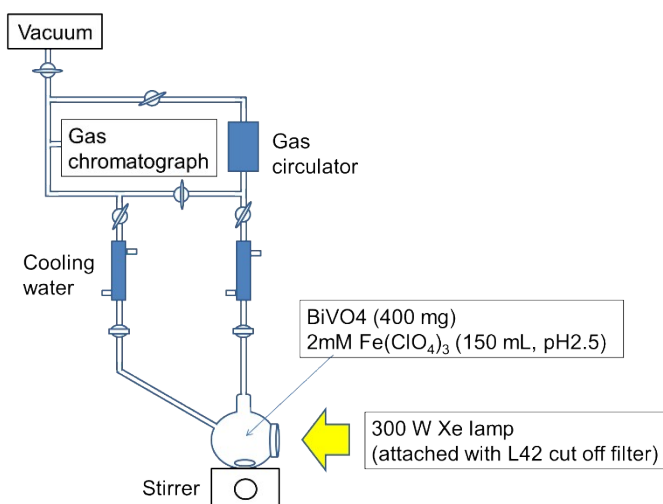 Vacuum
Gas
chromatograph
Gas
circulator
Cooling
water
BiVO4 (400 mg)
2mM Fe(ClO₄)₃ (150 mL, pH2.5)
300 W Xe lamp
(attached with L42 cut off filter)
Stirrer